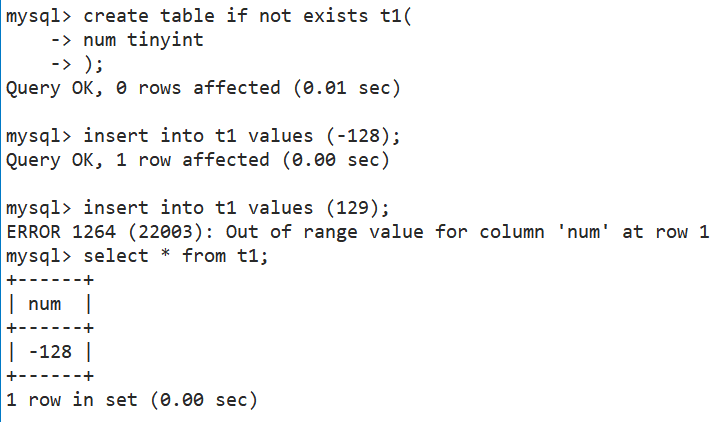 mysql> create table if not exists t1(
    -> num tinyint
    -> );
Query OK, 0 rows affected (0.01 sec)

mysql> insert into t1 values (-128);
Query OK, 1 row affected (0.00 sec)

mysql> insert into t1 values (129);
ERROR 1264 (22003): Out of range value for column 'num' at row 1
mysql> select * from t1;
+------+
| num  |
+------+
| -128 |
+------+
1 row in set (0.00 sec)